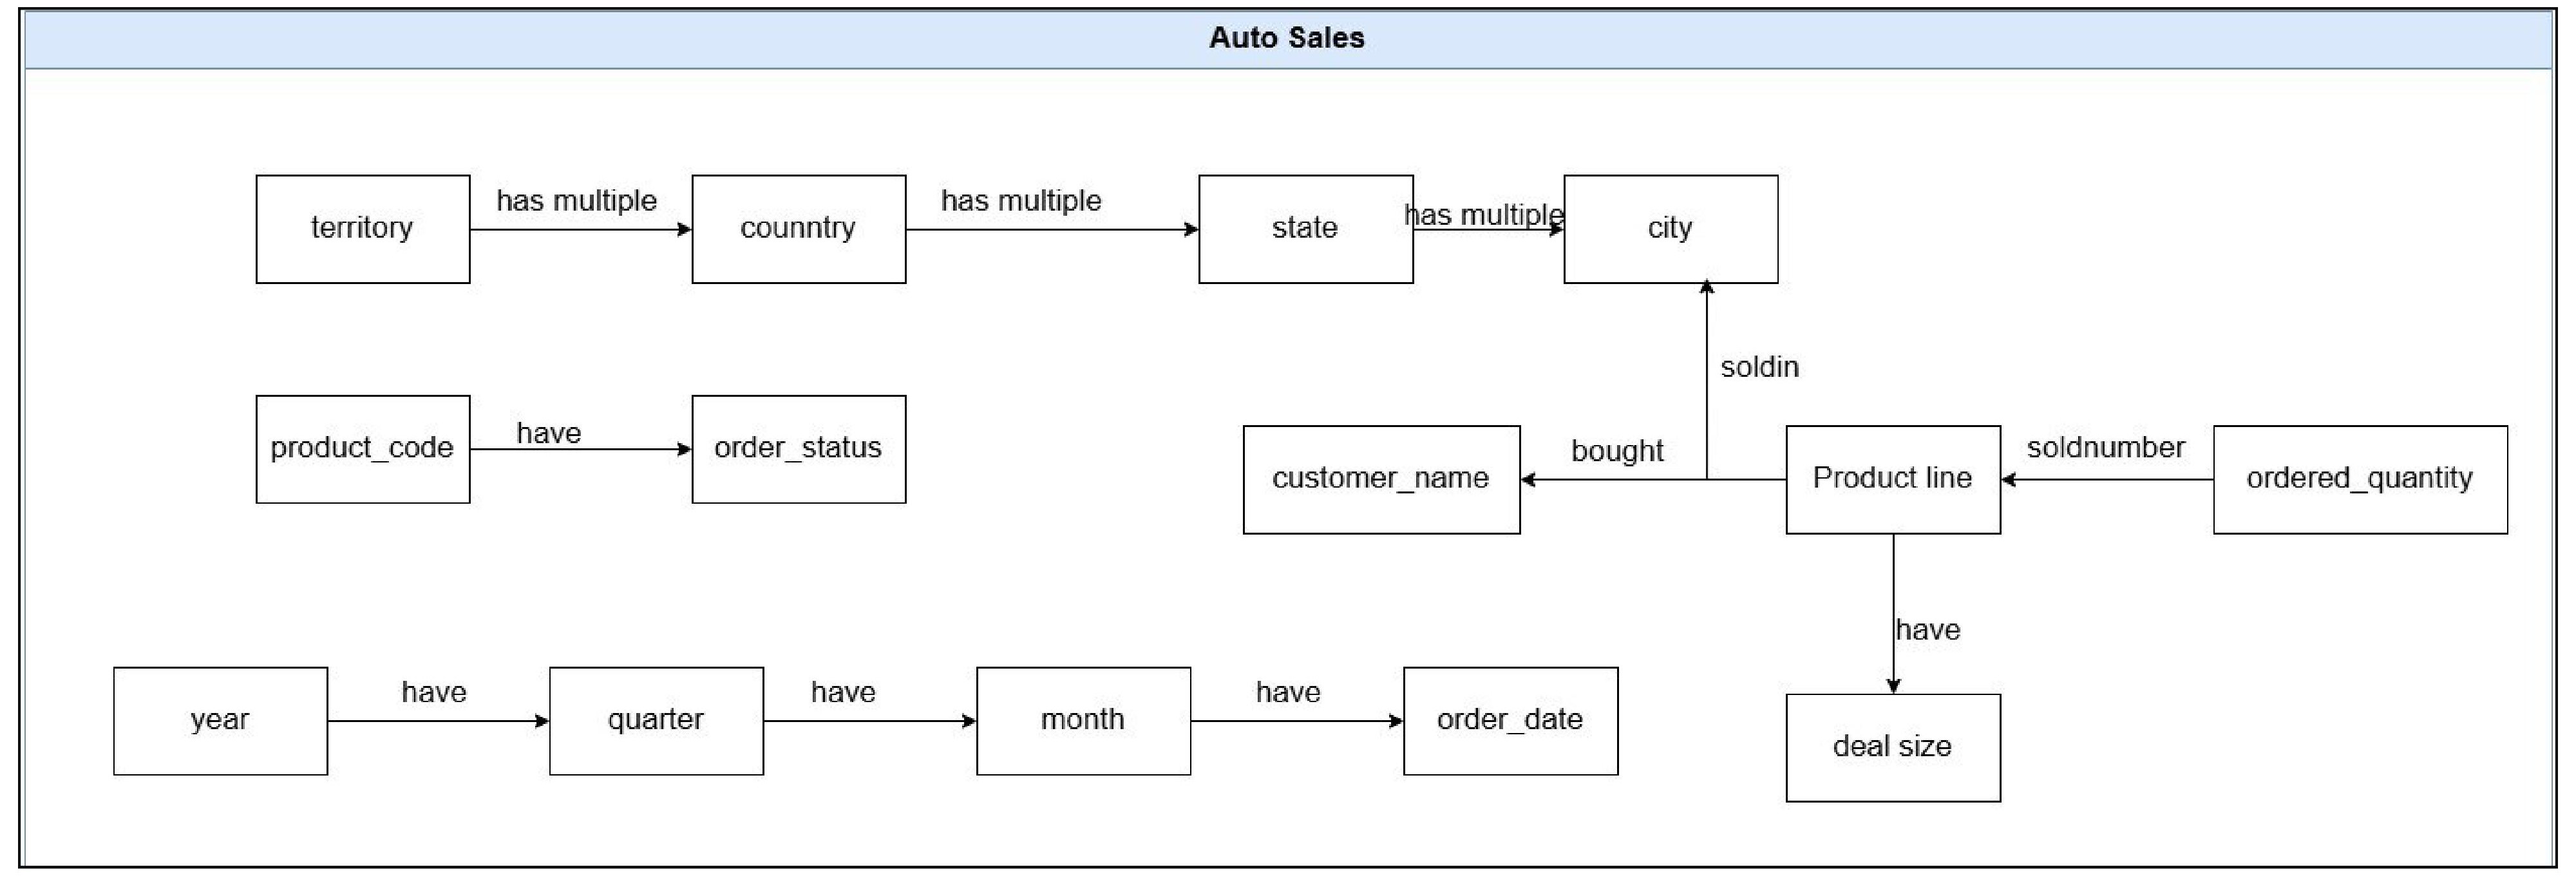 Auto Sales
territory
has multiple
counntry
has multiple
state
has multiple
city
soldin
product_code
have
order_status
customer_name
bought
Product line
soldnumber
ordered_quantity
have
year
have
quarter
have
month
have
order_date
deal size